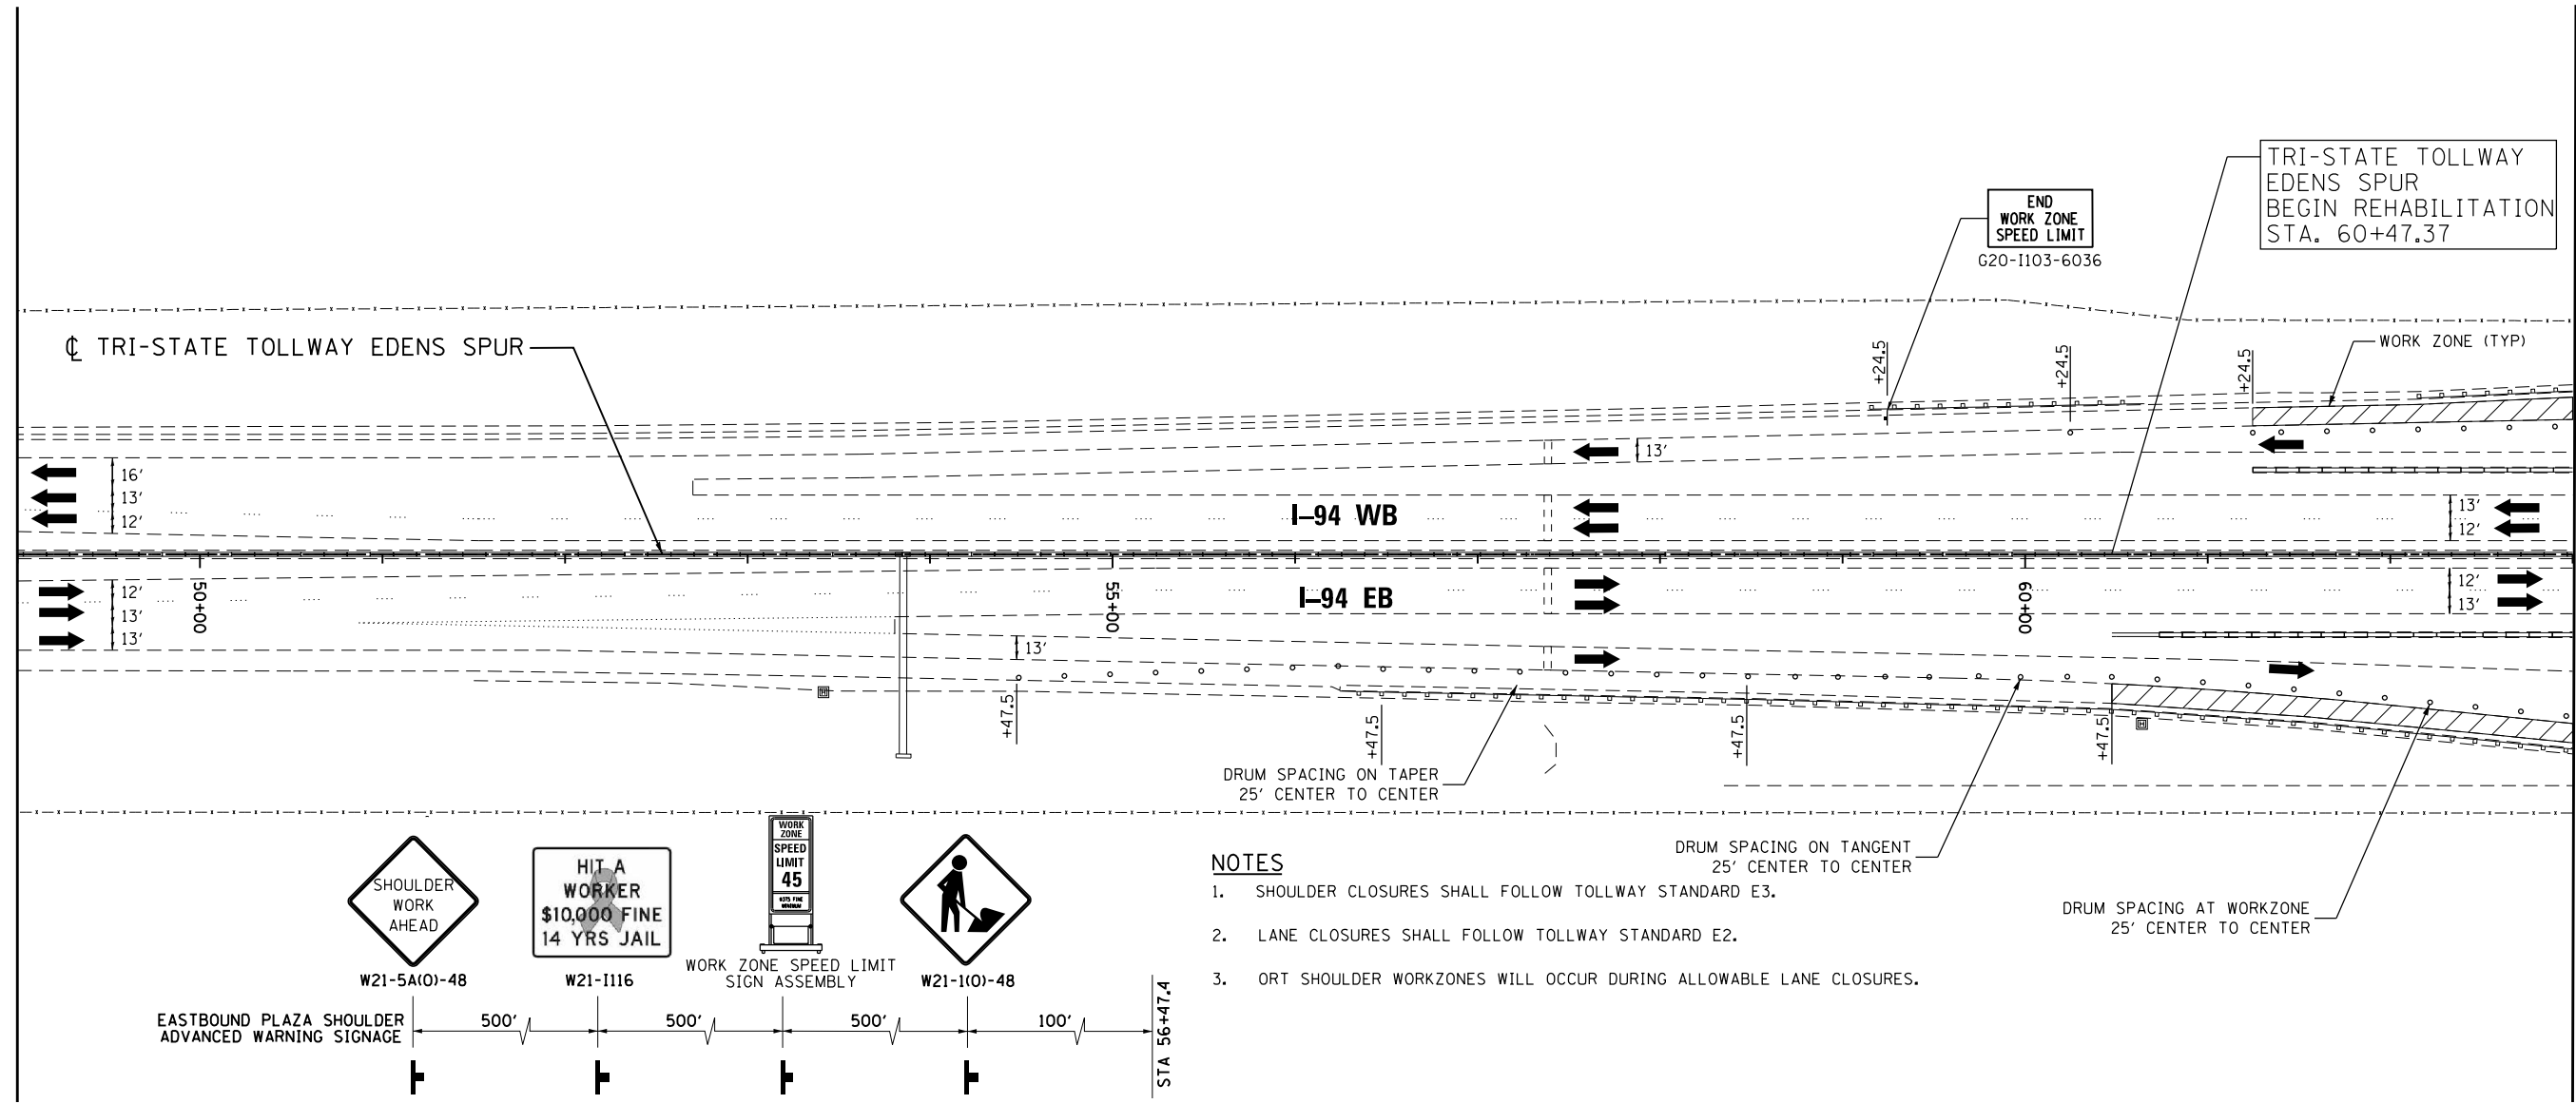 TRI-STATE TOLLWAY
EDENS SPUR
BEGIN REHABILITATION
STA. 60+47.37
END
WORK ZONE
SPEED LIMIT
G20-I103-6036
℄ TRI-STATE TOLLWAY EDENS SPUR
+24.5
+24.5
+24.5
WORK ZONE (TYP)
16'
13'
12'
13'
I-94 WB
13'
12'
50+00
55+00
60+00
12'
13'
13'
I-94 EB
12'
13'
13'
+47.5
+47.5
+47.5
+47.5
DRUM SPACING ON TAPER
25' CENTER TO CENTER
DRUM SPACING ON TANGENT
25' CENTER TO CENTER
DRUM SPACING AT WORKZONE
25' CENTER TO CENTER
SHOULDER
WORK
AHEAD
W21-5A(O)-48
HIT A
WORKER
$10,000 FINE
14 YRS JAIL
W21-I116
WORK
ZONE
SPEED
LIMIT
45
$375 FINE
MINIMUM
WORK ZONE SPEED LIMIT
SIGN ASSEMBLY
W21-1(O)-48
NOTES
1. SHOULDER CLOSURES SHALL FOLLOW TOLLWAY STANDARD E3.
2. LANE CLOSURES SHALL FOLLOW TOLLWAY STANDARD E2.
3. ORT SHOULDER WORKZONES WILL OCCUR DURING ALLOWABLE LANE CLOSURES.
EASTBOUND PLAZA SHOULDER
ADVANCED WARNING SIGNAGE
500'
500'
500'
100'
STA 56+47.4